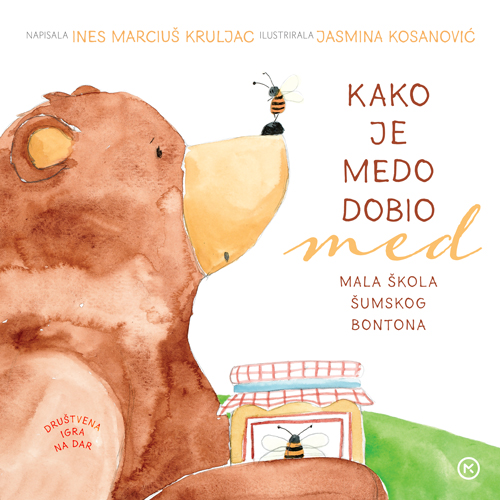 NAPISALA INES MARCIUŠ KRULJAC ILUSTRIRALA JASMINA KOSANOVIĆ
KAKO
JE
MEDO
DOBIO
med
MALA ŠKOLA
ŠUMSKOG
BONTONA
DRUŠTVENA
IGRA
NA DAR
M